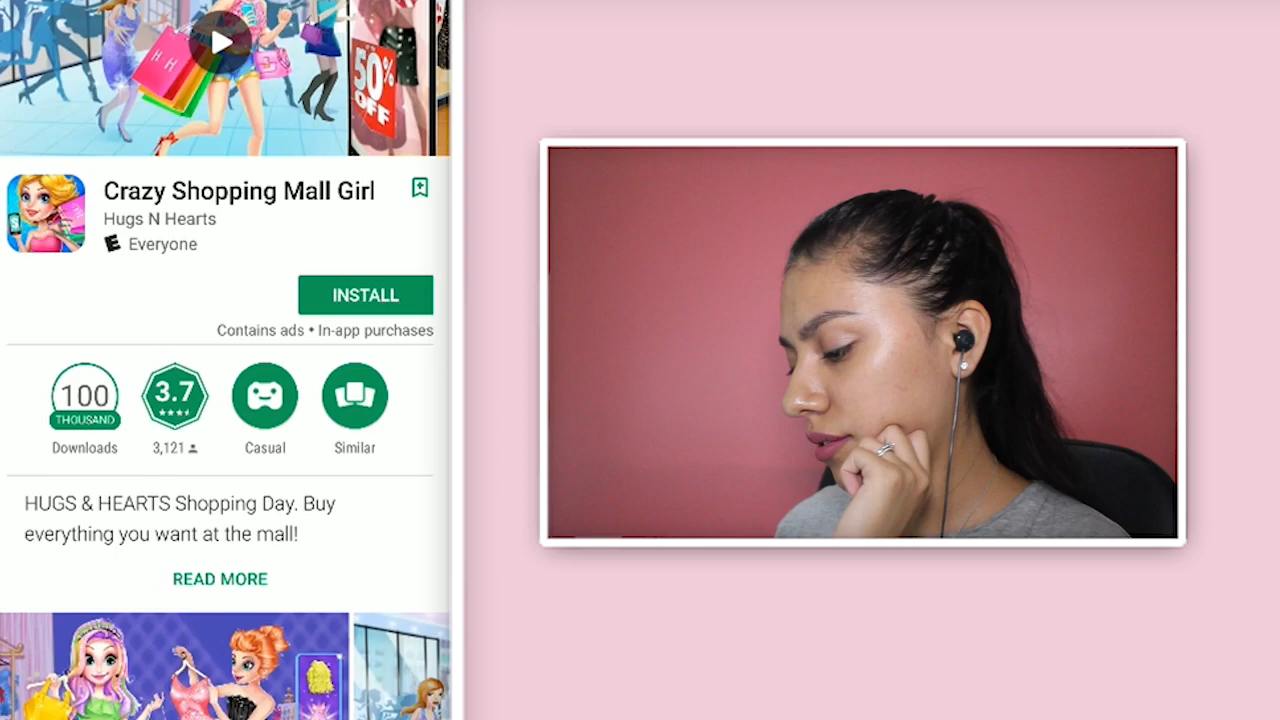 H H
50%
OFF
Crazy Shopping Mall Girl
Hugs N Hearts
E Everyone
INSTALL
Contains ads • In-app purchases
100
THOUSAND
3.7
Downloads
3,121
Casual
Similar
HUGS & HEARTS Shopping Day. Buy
everything you want at the mall!
READ MORE